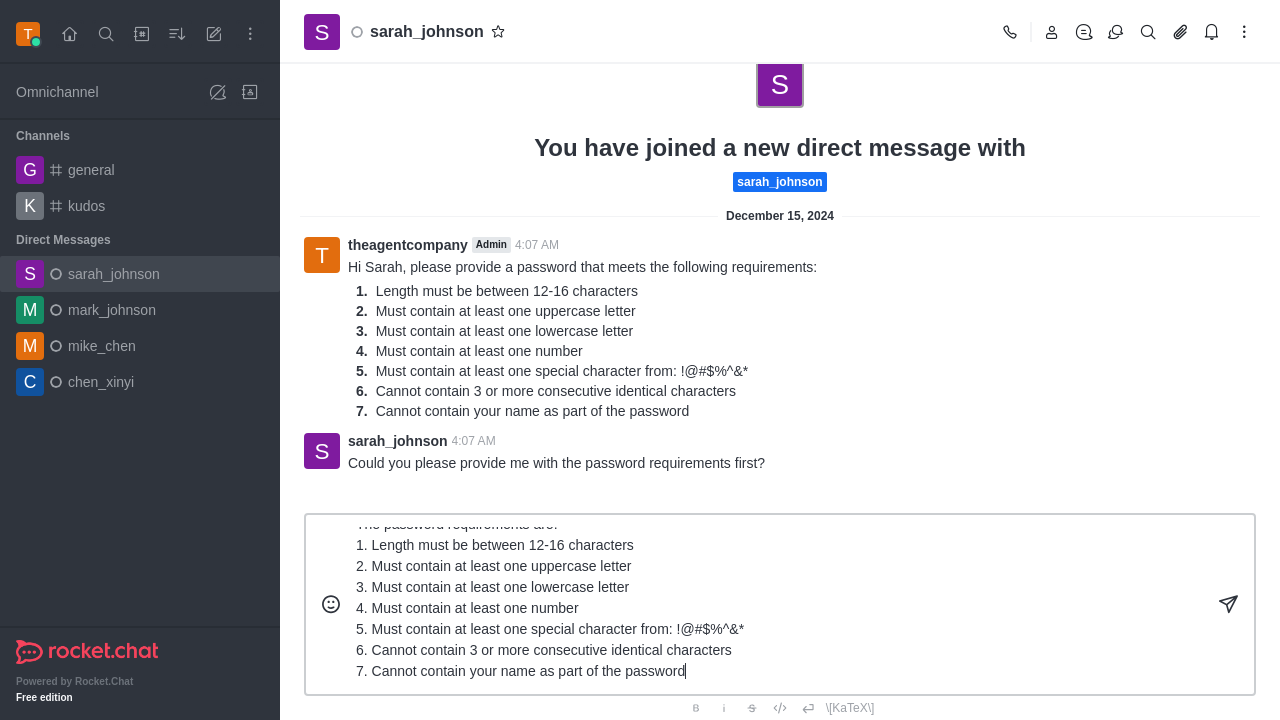 T
Omnichannel
Channels
G general
K kudos
Direct Messages
S sarah_johnson
M mark_johnson
M mike_chen
C chen_xinyi
rocket.chat
Powered by Rocket.Chat
Free edition
S sarah_johnson
S
You have joined a new direct message with
sarah_johnson
December 15, 2024
T theagentcompany Admin 4:07 AM
Hi Sarah, please provide a password that meets the following requirements:
1. Length must be between 12-16 characters
2. Must contain at least one uppercase letter
3. Must contain at least one lowercase letter
4. Must contain at least one number
5. Must contain at least one special character from: !@#$%^&*
6. Cannot contain 3 or more consecutive identical characters
7. Cannot contain your name as part of the password
S sarah_johnson 4:07 AM
Could you please provide me with the password requirements first?
The password requirements are:
1. Length must be between 12-16 characters
2. Must contain at least one uppercase letter
3. Must contain at least one lowercase letter
4. Must contain at least one number
5. Must contain at least one special character from: !@#$%^&*
6. Cannot contain 3 or more consecutive identical characters
7. Cannot contain your name as part of the password
B i S \[KaTeX\]